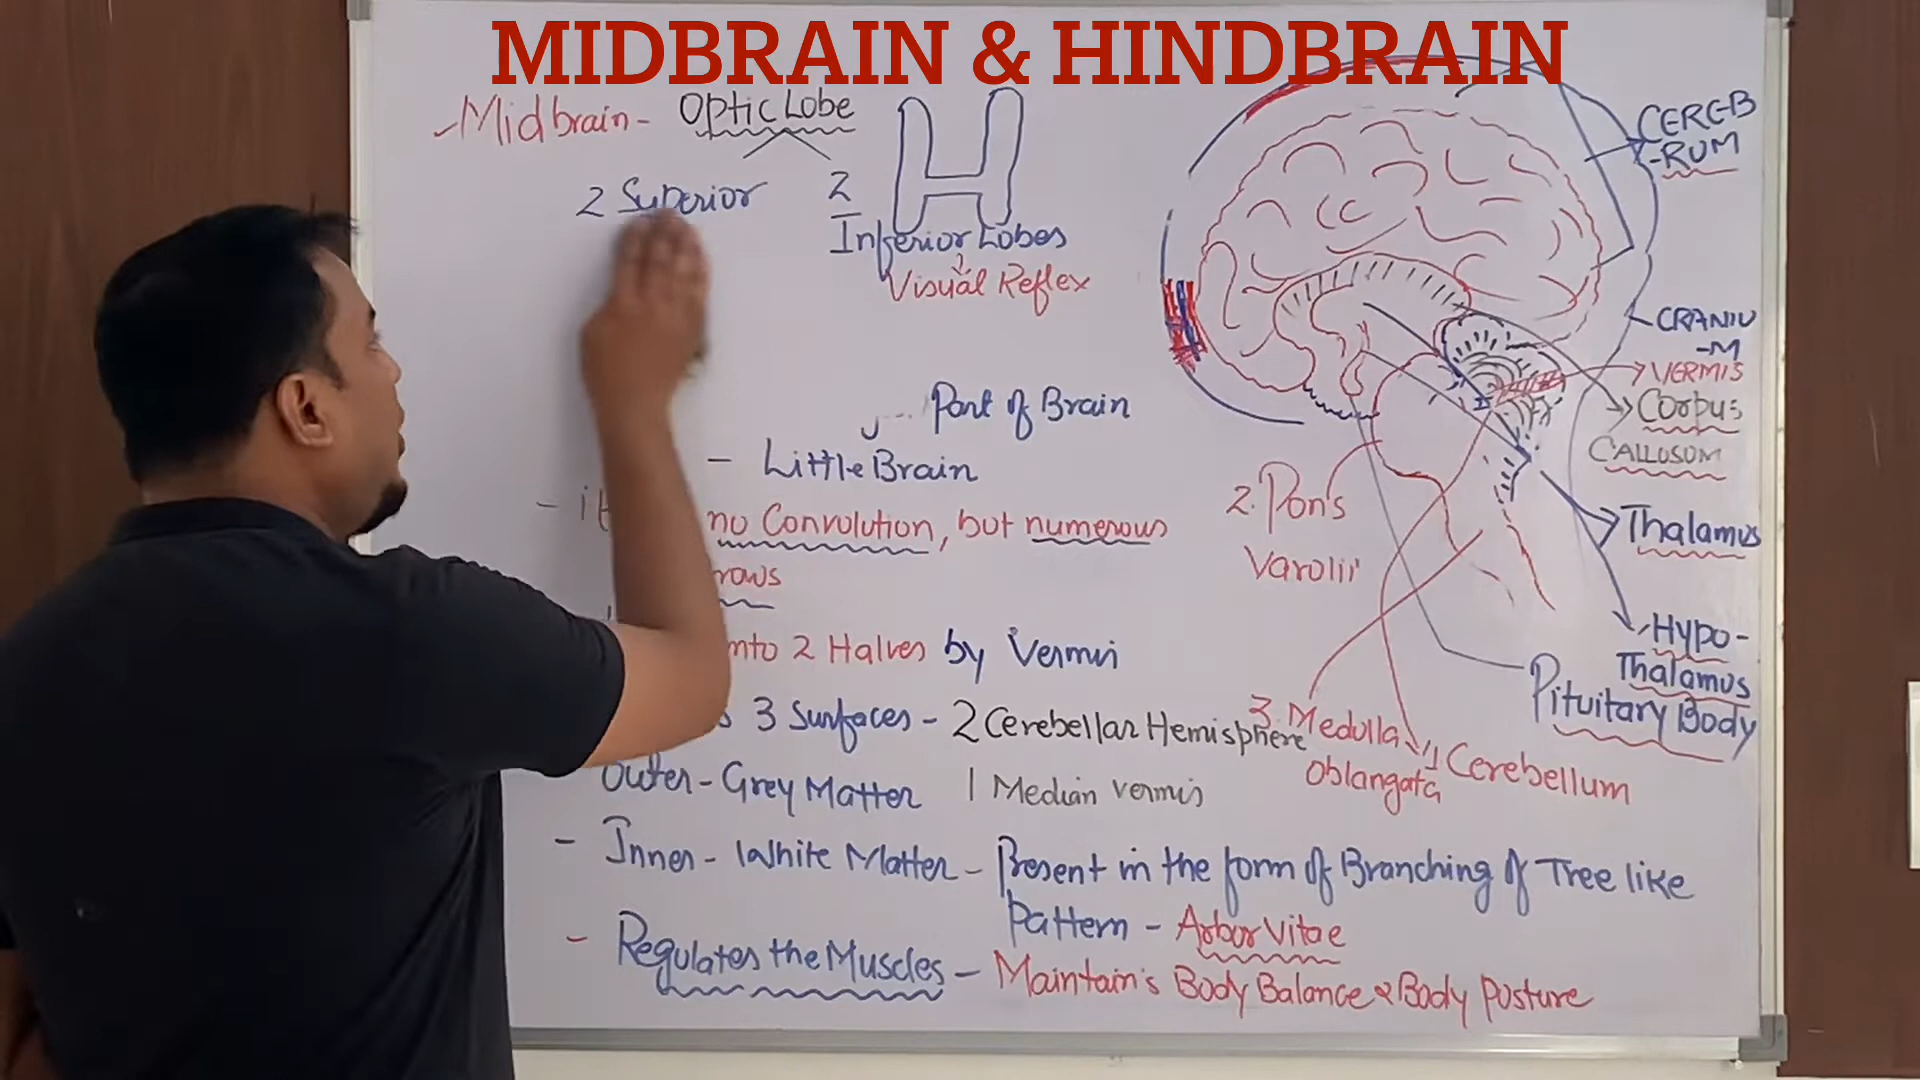 MIDBRAIN & HINDBRAIN
✓Midbrain - Optic Lobe
2 Superior
2
Inferior Lobes
Visual Reflex
Part of Brain
- Little Brain
- it no Convolution, but numerous
rows
into 2 Halves by Vermis
3 Surfaces - 2 Cerebellar Hemisphere
Outer - Grey Matter 1 Median vermis
- Inner - White Matter - Present in the form of Branching of Tree like
Pattern - Arbor Vitae
- Regulates the Muscles - Maintain's Body Balance & Body Posture
CEREB
-RUM
CRANIU
-M
VERMIS
Corpus
CALLOSUM
Thalamus
Hypo-
Thalamus
Pituitary Body
2. Pons
Varolii
3. Medulla
Oblangata
1 Cerebellum